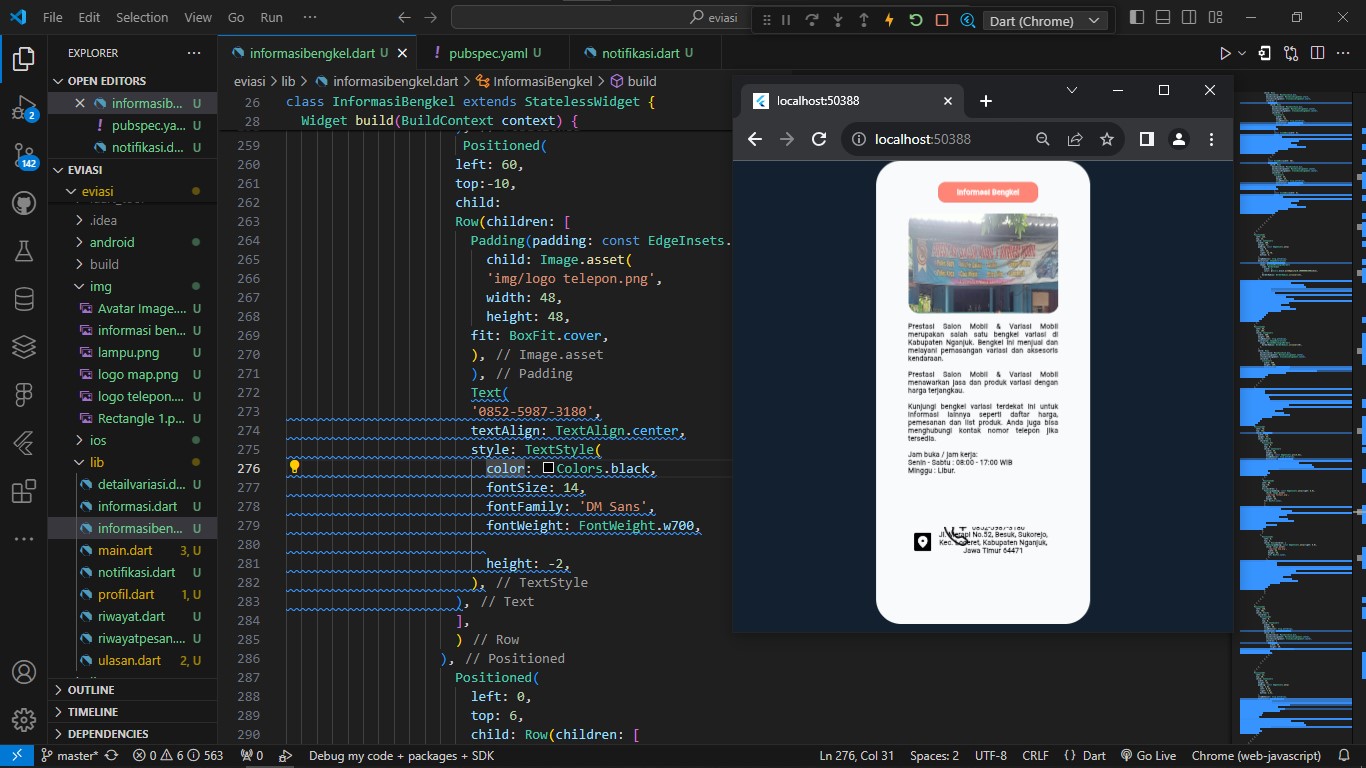 File Edit Selection View Go Run ··· eviasi Dart (Chrome)
EXPLORER ···
OPEN EDITORS
informasib... U
pubspec.ya... U
notifikasi.d... U
EVIASI
eviasi
.idea
android
build
img
Avatar Image.... U
informasi ben... U
lampu.png U
logo map.png U
logo telepon.... U
Rectangle 1.p... U
ios
lib
detailvariasi.d... U
informasi.dart U
informasiben... U
main.dart 3, U
notifikasi.dart U
profil.dart 1, U
riwayat.dart U
riwayatpesan.... U
ulasan.dart 2, U
OUTLINE
TIMELINE
DEPENDENCIES
2
142
informasibengkel.dart U pubspec.yaml U notifikasi.dart U
eviasi > lib > informasibengkel.dart > InformasiBengkel > build
26 class InformasiBengkel extends StatelessWidget {
28 Widget build(BuildContext context) {
259 Positioned(
260 left: 60,
261 top:-10,
262 child:
263 Row(children: [
264 Padding(padding: const EdgeInsets.
265 child: Image.asset(
266 'img/logo telepon.png',
267 width: 48,
268 height: 48,
269 fit: BoxFit.cover,
270 ), // Image.asset
271 ), // Padding
272 Text(
273 '0852-5987-3180',
274 textAlign: TextAlign.center,
275 style: TextStyle(
276 color: Colors.black,
277 fontSize: 14,
278 fontFamily: 'DM Sans',
279 fontWeight: FontWeight.w700,
280
281 height: -2,
282 ), // TextStyle
283 ), // Text
284 ],
285 ) // Row
286 ), // Positioned
287 Positioned(
288 left: 0,
289 top: 6,
290 child: Row(children: [
localhost:50388
localhost:50388
Informasi Bengkel
Prestasi Salon Mobil & Variasi Mobil
merupakan salah satu bengkel variasi di
Kabupaten Nganjuk. Bengkel ini menjual dan
melayani pemasangan variasi dan aksesoris
kendaraan.
Prestasi Salon Mobil & Variasi Mobil
menawarkan jasa dan produk variasi dengan
harga terjangkau.
Kunjungi bengkel variasi terdekat ini untuk
informasi lainnya seperti daftar harga,
pemesanan dan list produk. Anda juga bisa
menghubungi kontak nomor telepon jika
tersedia.
Jam buka / jam kerja:
Senin - Sabtu : 08:00 - 17:00 WIB
Minggu : Libur.
0852-5987-3180
Jl. Merapi No.52, Besuk, Sukorejo,
Kec. Loceret, Kabupaten Nganjuk,
Jawa Timur 64471
master* 0 6 563 0 Debug my code + packages + SDK Ln 276, Col 31 Spaces: 2 UTF-8 CRLF { } Dart Go Live Chrome (web-javascript)